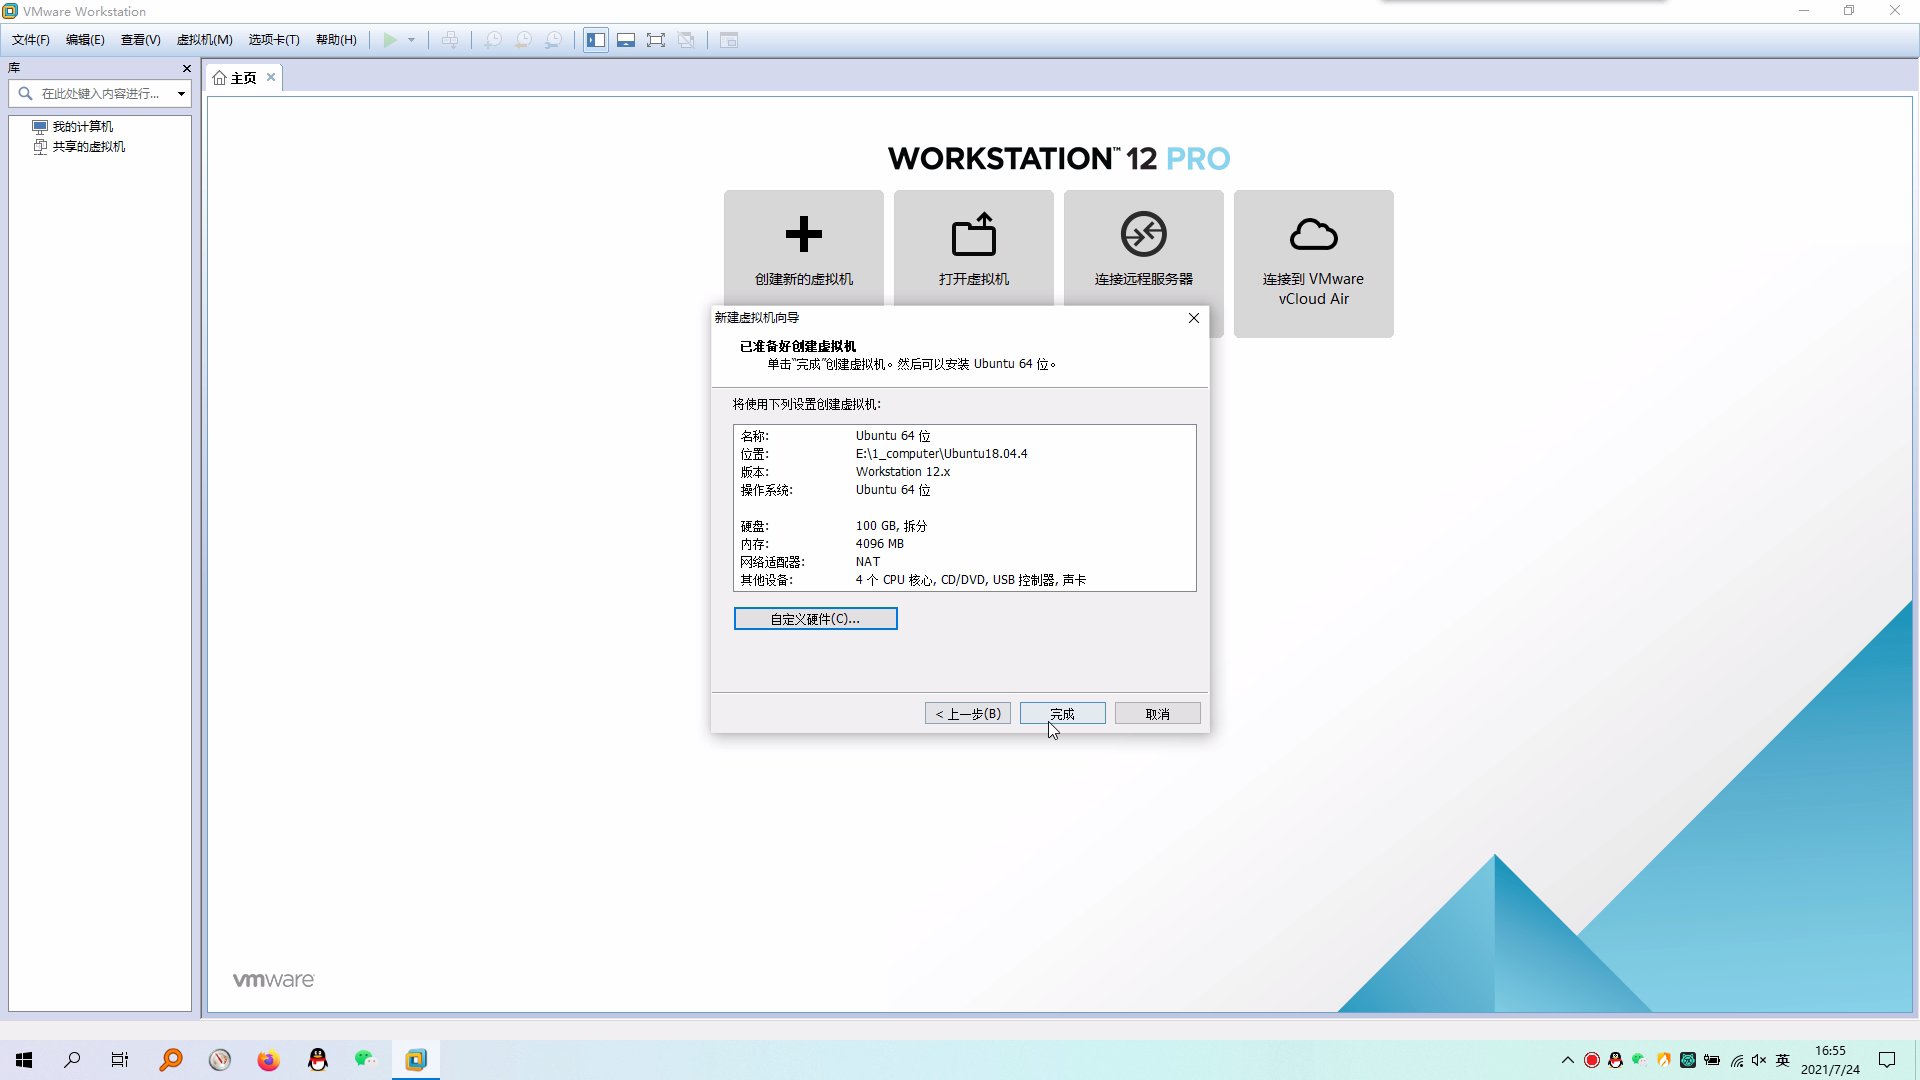 VMware Workstation
文件(F) 编辑(E) 查看(V) 虚拟机(M) 选项卡(T) 帮助(H)
库
主页
在此处键入内容进行...
我的计算机
共享的虚拟机
WORKSTATION™ 12 PRO
创建新的虚拟机
打开虚拟机
连接远程服务器
连接到 VMware
vCloud Air
新建虚拟机向导
已准备好创建虚拟机
单击“完成”创建虚拟机。然后可以安装 Ubuntu 64 位。
将使用下列设置创建虚拟机:
名称: Ubuntu 64 位
位置: E:\1_computer\Ubuntu18.04.4
版本: Workstation 12.x
操作系统: Ubuntu 64 位
硬盘: 100 GB, 拆分
内存: 4096 MB
网络适配器: NAT
其他设备: 4 个 CPU 核心, CD/DVD, USB 控制器, 声卡
自定义硬件(C)...
< 上一步(B) 完成 取消
vmware
英
16:55
2021/7/24